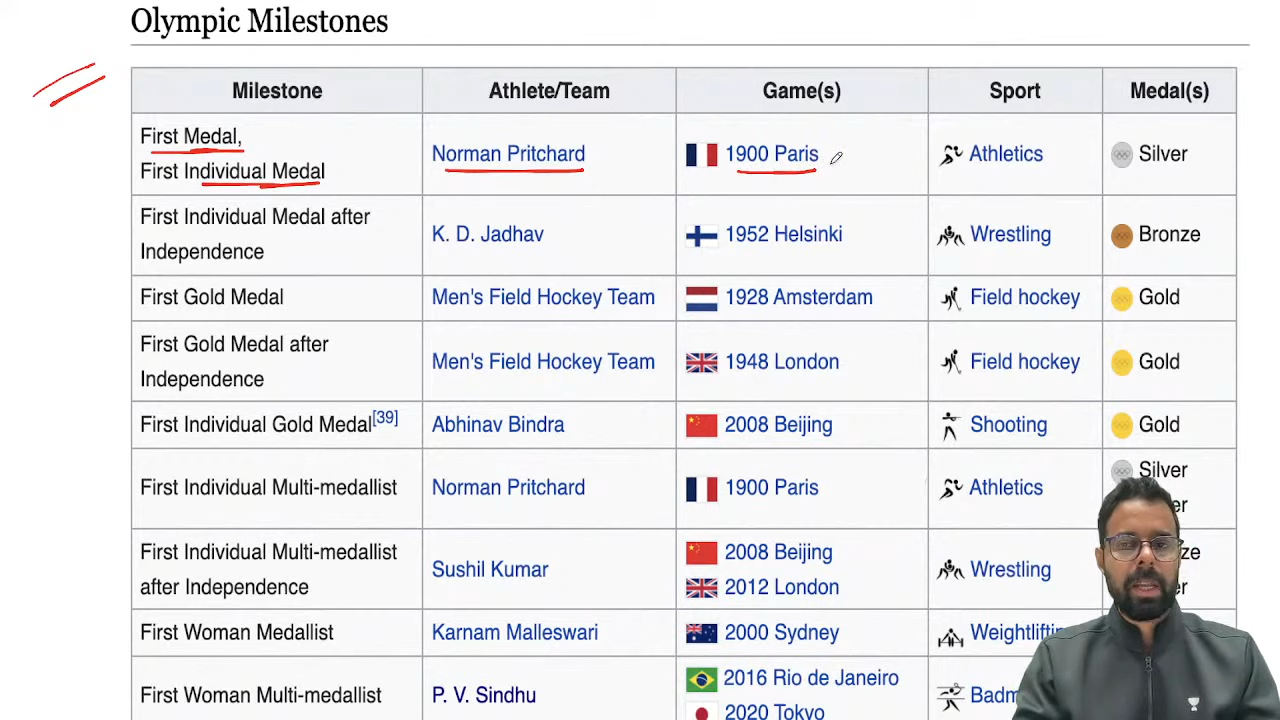 Olympic Milestones
Milestone Athlete/Team Game(s) Sport Medal(s)
First Medal,
First Individual Medal
Norman Pritchard 1900 Paris Athletics Silver
First Individual Medal after
Independence
K. D. Jadhav 1952 Helsinki Wrestling Bronze
First Gold Medal Men's Field Hockey Team 1928 Amsterdam Field hockey Gold
First Gold Medal after
Independence
Men's Field Hockey Team 1948 London Field hockey Gold
First Individual Gold Medal[39] Abhinav Bindra 2008 Beijing Shooting Gold
First Individual Multi-medallist Norman Pritchard 1900 Paris Athletics Silver
First Individual Multi-medallist
after Independence
Sushil Kumar
2008 Beijing
2012 London
Wrestling
First Woman Medallist Karnam Malleswari 2000 Sydney Weightlifti
First Woman Multi-medallist P. V. Sindhu
2016 Rio de Janeiro
2020 Tokyo
Badm